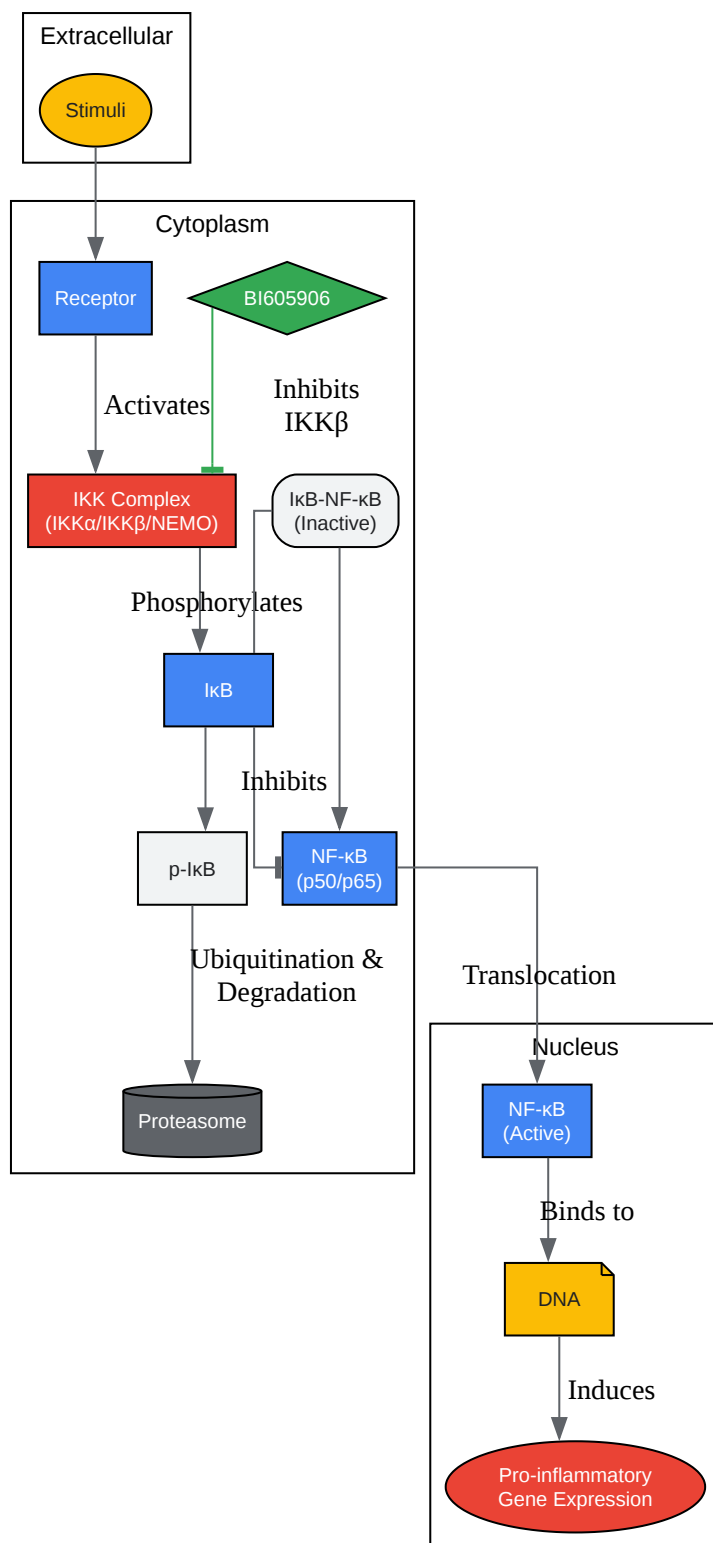 Extracellular
Stimuli
Cytoplasm
Receptor
BI605906
Activates
Inhibits
IKKβ
IKK Complex
(IKKα/IKKβ/NEMO)
IκB-NF-κB
(Inactive)
Phosphorylates
IκB
Inhibits
p-IκB
NF-κB
(p50/p65)
Ubiquitination &
Degradation
Translocation
Nucleus
Proteasome
NF-κB
(Active)
Binds to
DNA
Induces
Pro-inflammatory
Gene Expression